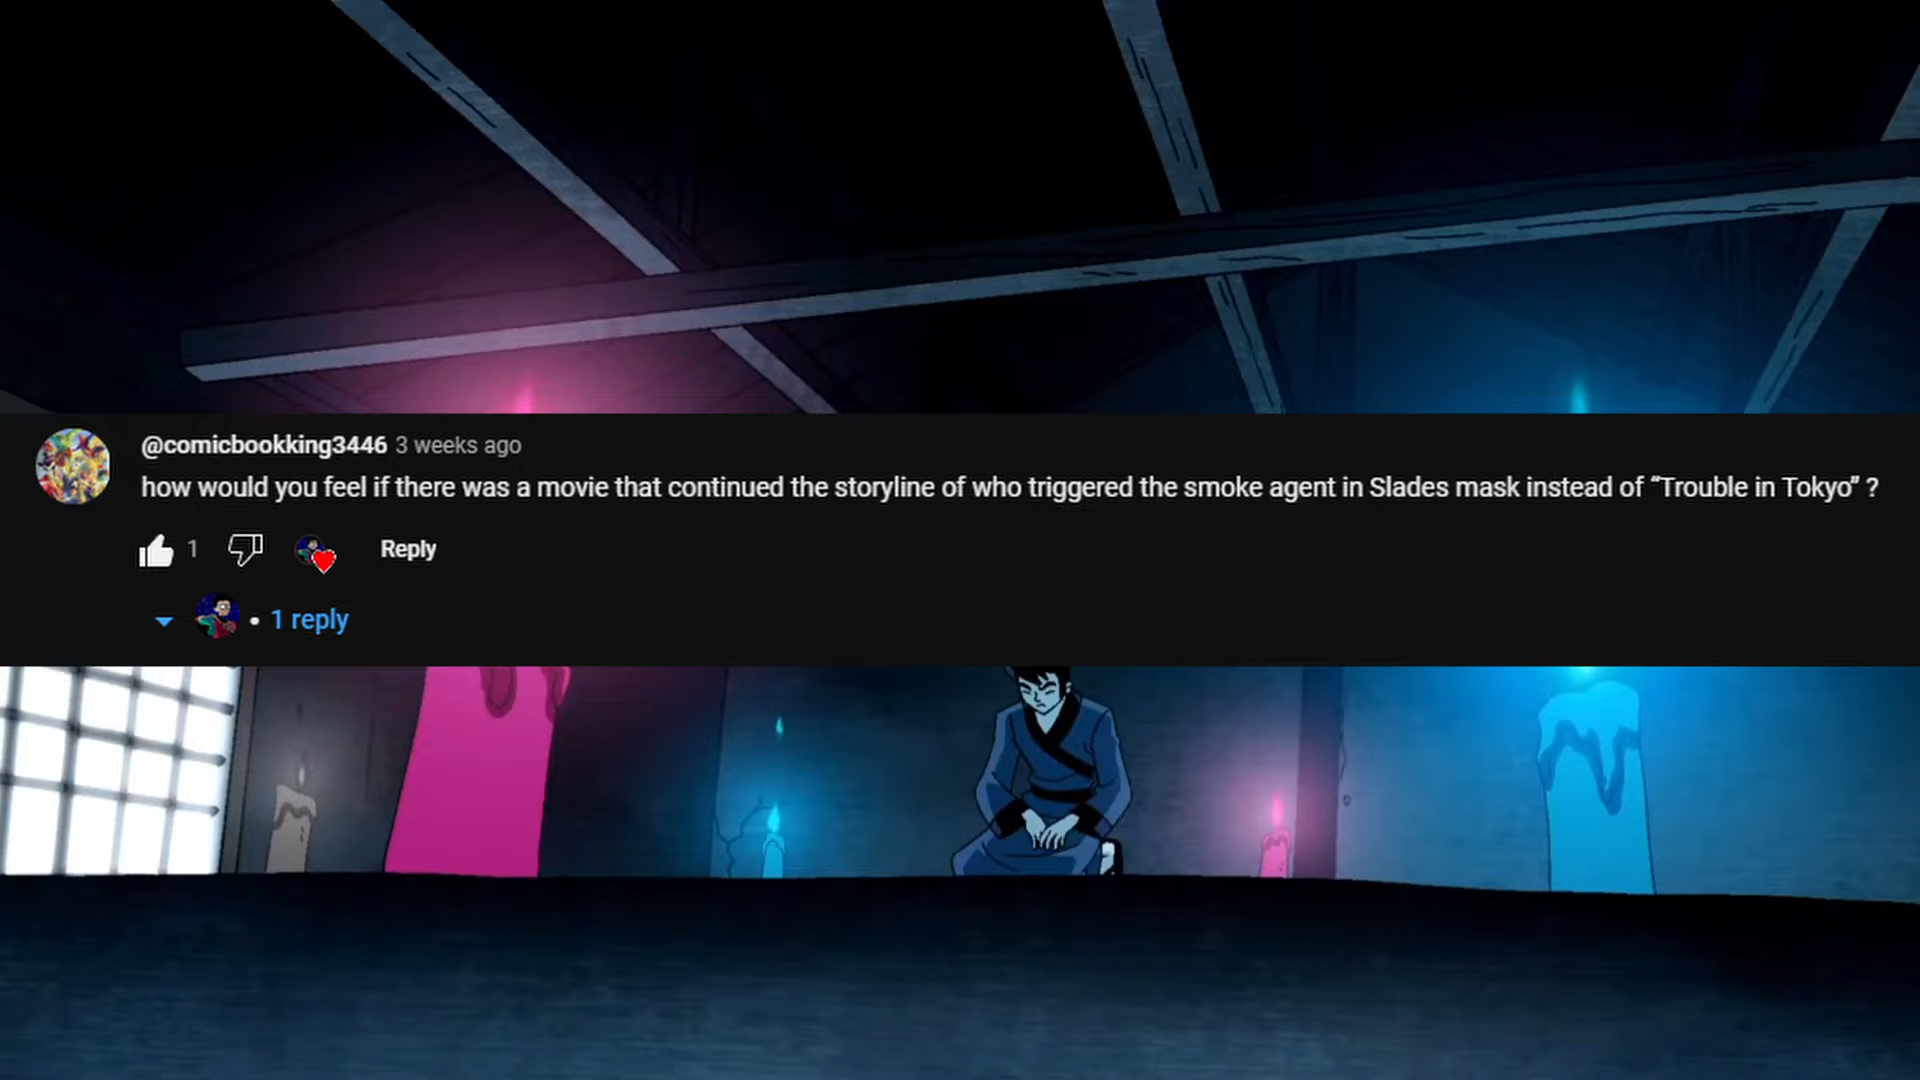 @comicbookking3446 3 weeks ago
how would you feel if there was a movie that continued the storyline of who triggered the smoke agent in Slades mask instead of “Trouble in Tokyo” ?
1 Reply
• 1 reply